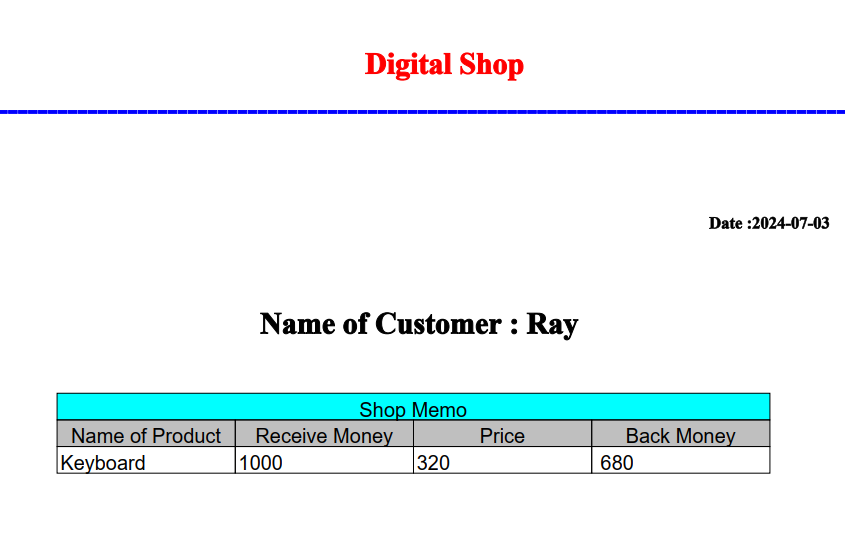 Digital Shop
Date :2024-07-03
Name of Customer : Ray
Shop Memo
Name of Product Receive Money Price Back Money
Keyboard 1000 320 680